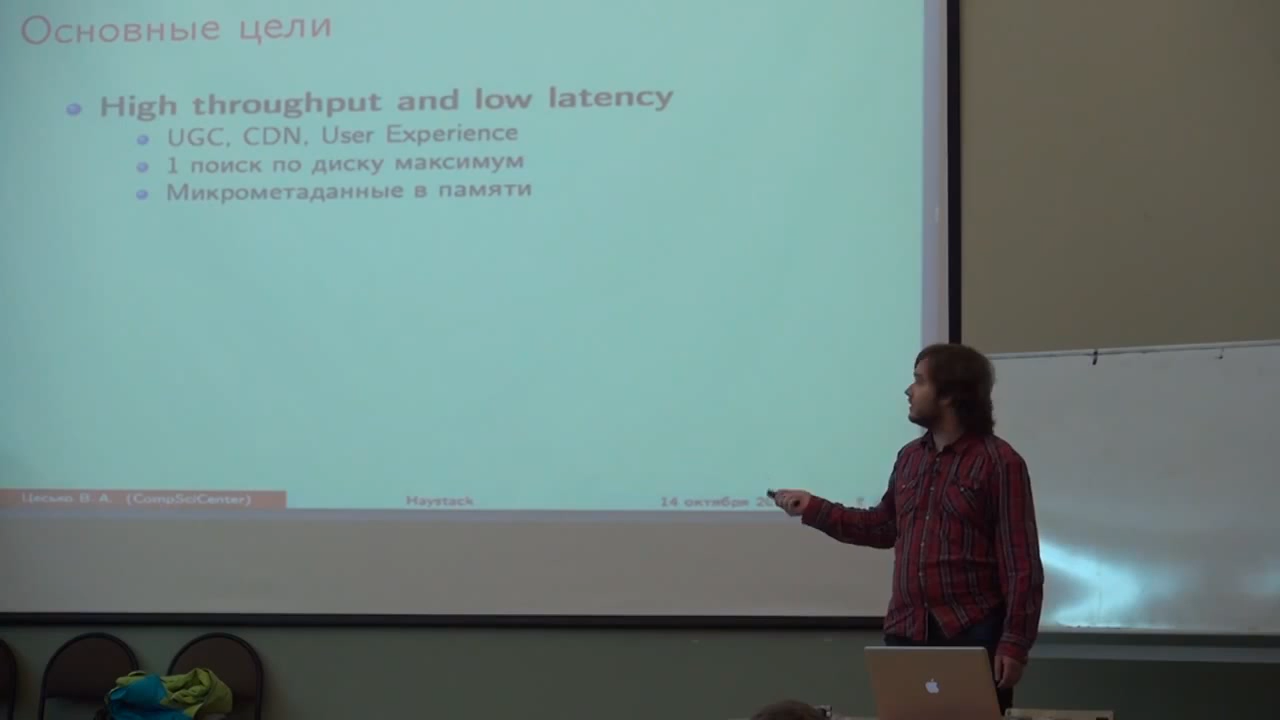 Основные цели
High throughput and low latency
UGC, CDN, User Experience
1 поиск по диску максимум
Микрометаданные в памяти
Цесько В. А. (CompSciCenter)
Haystack
14 октября